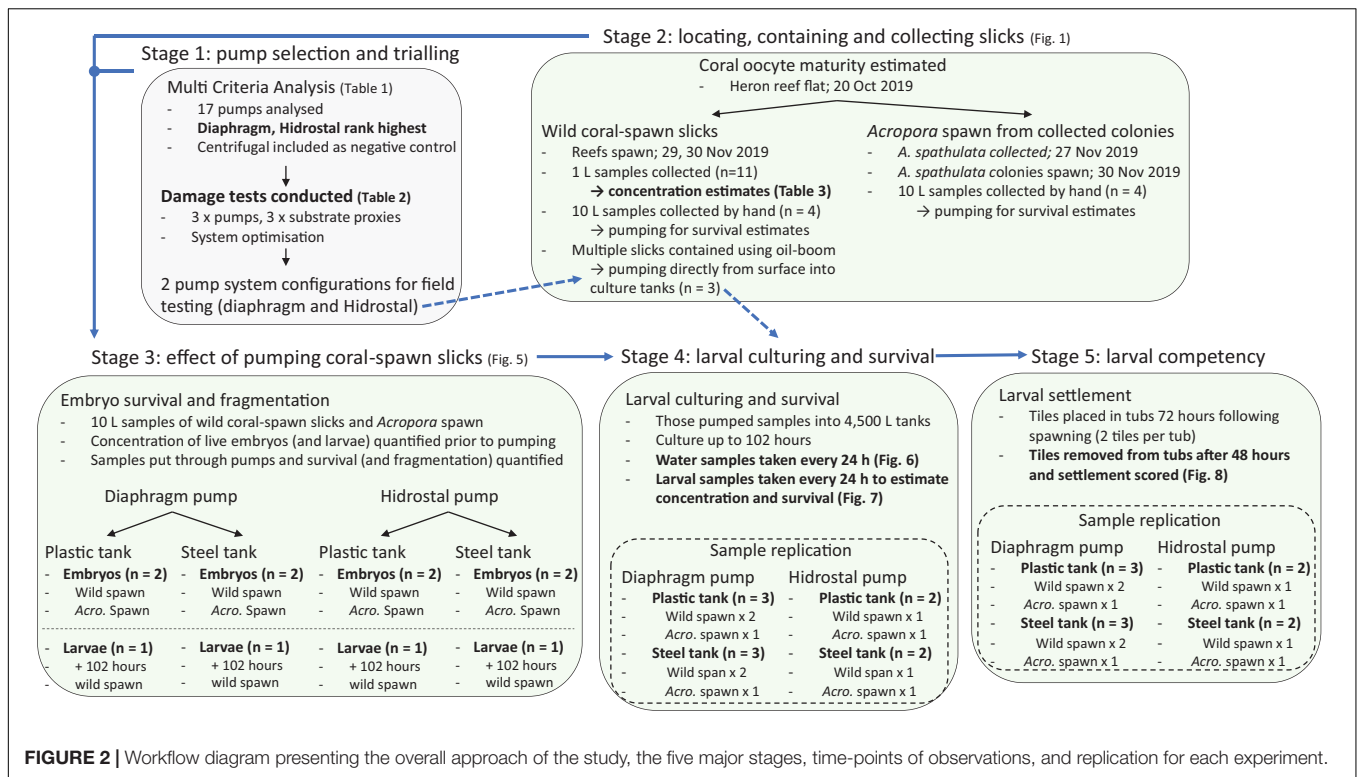 Stage 1: pump selection and trialling
Multi Criteria Analysis (Table 1)
- 17 pumps analysed
- Diaphragm, Hidrostal rank highest
- Centrifugal included as negative control
Damage tests conducted (Table 2)
- 3 x pumps, 3 x substrate proxies
- System optimisation
2 pump system configurations for field
testing (diaphragm and Hidrostal)
Stage 2: locating, containing and collecting slicks (Fig. 1)
Coral oocyte maturity estimated
- Heron reef flat; 20 Oct 2019
Wild coral-spawn slicks
- Reefs spawn; 29, 30 Nov 2019
- 1 L samples collected (n=11)
→ concentration estimates (Table 3)
- 10 L samples collected by hand (n = 4)
→ pumping for survival estimates
- Multiple slicks contained using oil-boom
→ pumping directly from surface into
culture tanks (n = 3)
Acropora spawn from collected colonies
- A. spathulata collected; 27 Nov 2019
- A. spathulata colonies spawn; 30 Nov 2019
- 10 L samples collected by hand (n = 4)
→ pumping for survival estimates
Stage 3: effect of pumping coral-spawn slicks (Fig. 5)
Embryo survival and fragmentation
- 10 L samples of wild coral-spawn slicks and Acropora spawn
- Concentration of live embryos (and larvae) quantified prior to pumping
- Samples put through pumps and survival (and fragmentation) quantified
Diaphragm pump
Hidrostal pump
Plastic tank
- Embryos (n = 2)
- Wild spawn
- Acro. Spawn
- Larvae (n = 1)
- + 102 hours
- wild spawn
Steel tank
- Embryos (n = 2)
- Wild spawn
- Acro. Spawn
- Larvae (n = 1)
- + 102 hours
- wild spawn
Plastic tank
- Embryos (n = 2)
- Wild spawn
- Acro. Spawn
- Larvae (n = 1)
- + 102 hours
- wild spawn
Steel tank
- Embryos (n = 2)
- Wild spawn
- Acro. Spawn
- Larvae (n = 1)
- + 102 hours
- wild spawn
Stage 4: larval culturing and survival
Larval culturing and survival
- Those pumped samples into 4,500 L tanks
- Culture up to 102 hours
- Water samples taken every 24 h (Fig. 6)
- Larval samples taken every 24 h to estimate
concentration and survival (Fig. 7)
Sample replication
Diaphragm pump
- Plastic tank (n = 3)
- Wild spawn x 2
- Acro. spawn x 1
- Steel tank (n = 3)
- Wild span x 2
- Acro. spawn x 1
Hidrostal pump
- Plastic tank (n = 2)
- Wild spawn x 1
- Acro. spawn x 1
- Steel tank (n = 2)
- Wild span x 1
- Acro. spawn x 1
Stage 5: larval competency
Larval settlement
- Tiles placed in tubs 72 hours following
spawning (2 tiles per tub)
- Tiles removed from tubs after 48 hours
and settlement scored (Fig. 8)
Sample replication
Diaphragm pump
- Plastic tank (n = 3)
- Wild spawn x 2
- Acro. spawn x 1
- Steel tank (n = 3)
- Wild spawn x 2
- Acro. spawn x 1
Hidrostal pump
- Plastic tank (n = 2)
- Wild spawn x 1
- Acro. spawn x 1
- Steel tank (n = 2)
- Wild spawn x 1
- Acro. spawn x 1
FIGURE 2 | Workflow diagram presenting the overall approach of the study, the five major stages, time-points of observations, and replication for each experiment.